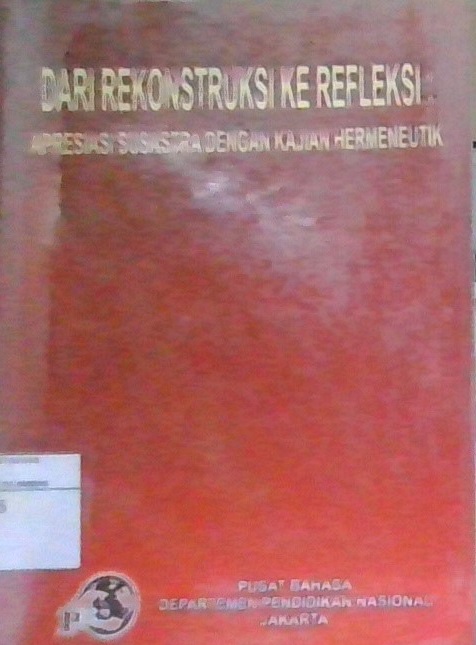 DARI REKONSTRUKSI KE REFLEKSI
APRESIASI SUSASTRA DENGAN KAJIAN HERMENEUTIK
PUSAT BAHASA
DEPARTEMEN PENDIDIKAN NASIONAL
JAKARTA